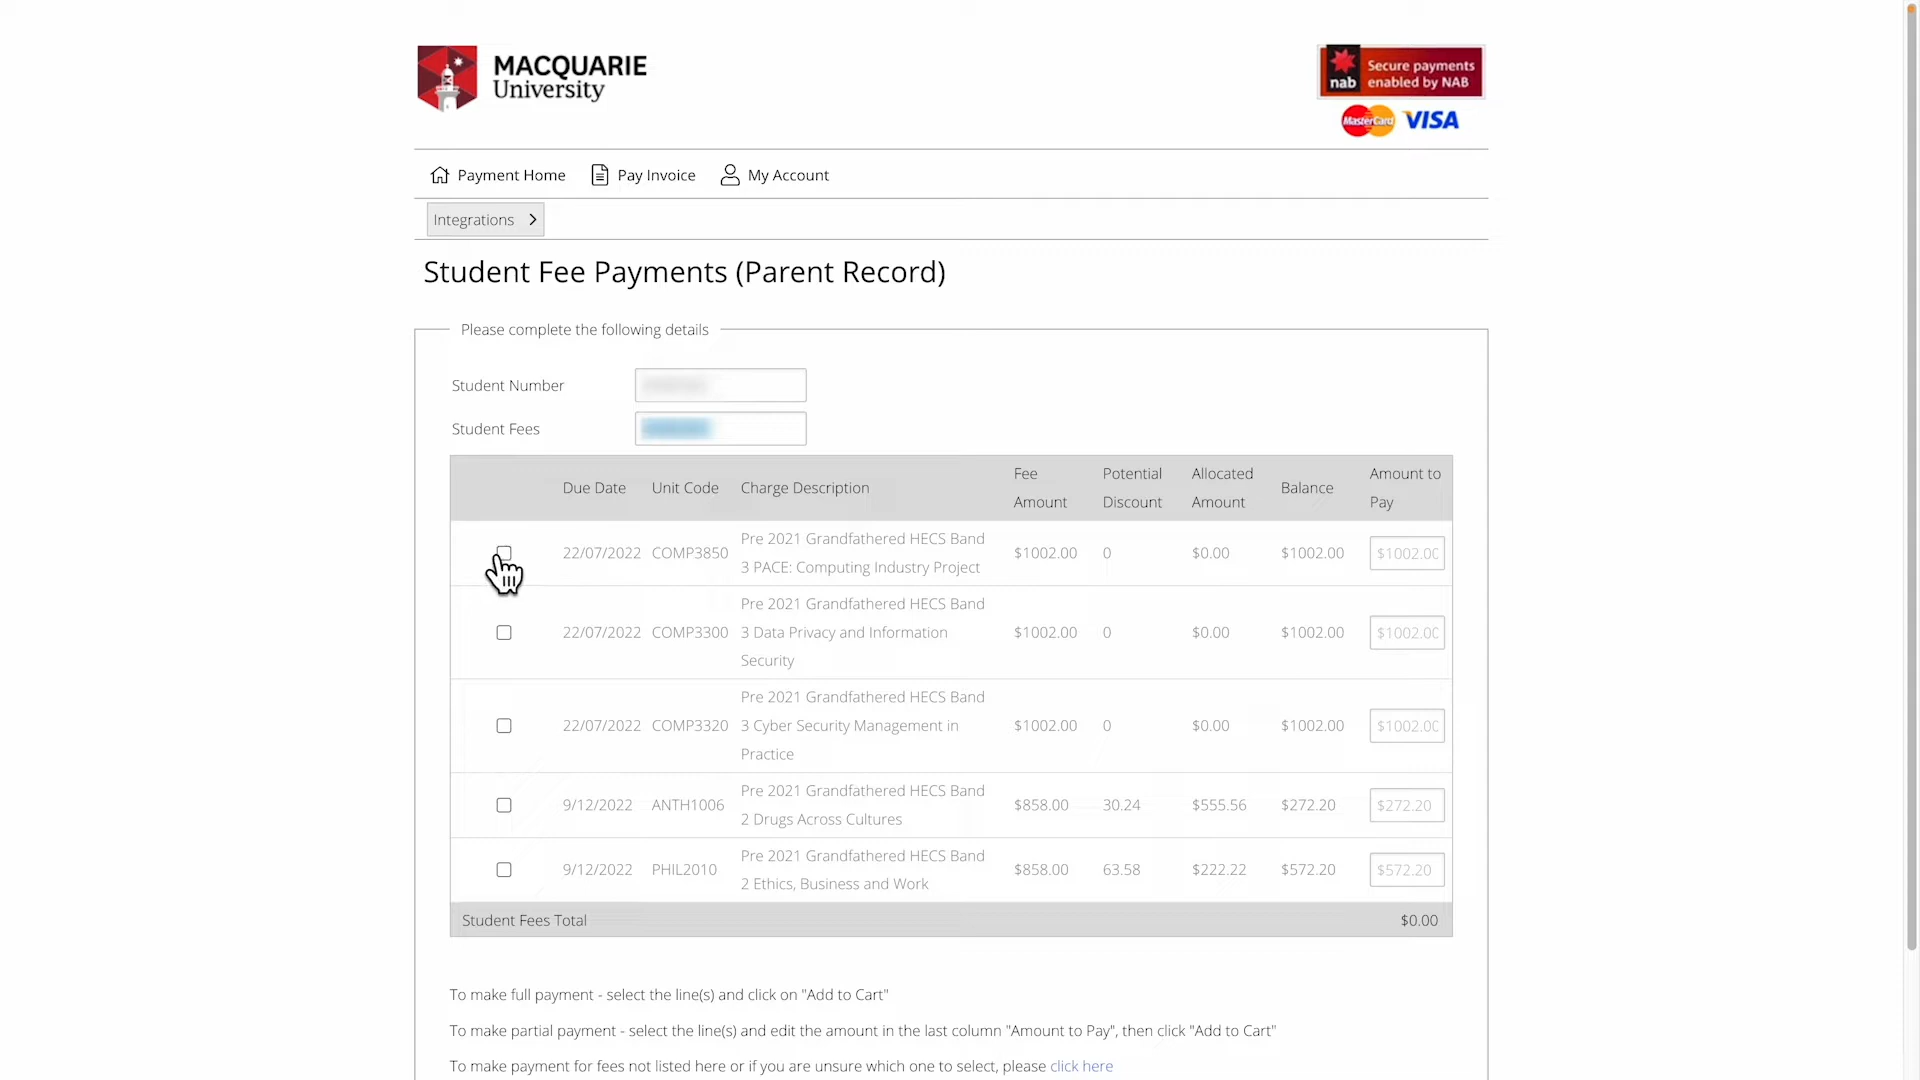 MACQUARIE
University
nab
Secure payments
enabled by NAB
MasterCard
VISA
Payment Home
Pay Invoice
My Account
Integrations
Student Fee Payments (Parent Record)
Please complete the following details
Student Number
Student Fees
Due Date Unit Code Charge Description Fee Amount Potential Discount Allocated Amount Balance Amount to Pay
22/07/2022 COMP3850 Pre 2021 Grandfathered HECS Band $1002.00 0 $0.00 $1002.00 $1002.00
3 PACE: Computing Industry Project
Pre 2021 Grandfathered HECS Band
22/07/2022 COMP3300 3 Data Privacy and Information $1002.00 0 $0.00 $1002.00 $1002.00
Security
Pre 2021 Grandfathered HECS Band
22/07/2022 COMP3320 3 Cyber Security Management in $1002.00 0 $0.00 $1002.00 $1002.00
Practice
9/12/2022 ANTH1006 Pre 2021 Grandfathered HECS Band $858.00 30.24 $555.56 $272.20 $272.20
2 Drugs Across Cultures
9/12/2022 PHIL2010 Pre 2021 Grandfathered HECS Band $858.00 63.58 $222.22 $572.20 $572.20
2 Ethics, Business and Work
Student Fees Total $0.00
To make full payment - select the line(s) and click on "Add to Cart"
To make partial payment - select the line(s) and edit the amount in the last column "Amount to Pay", then click "Add to Cart"
To make payment for fees not listed here or if you are unsure which one to select, please click here